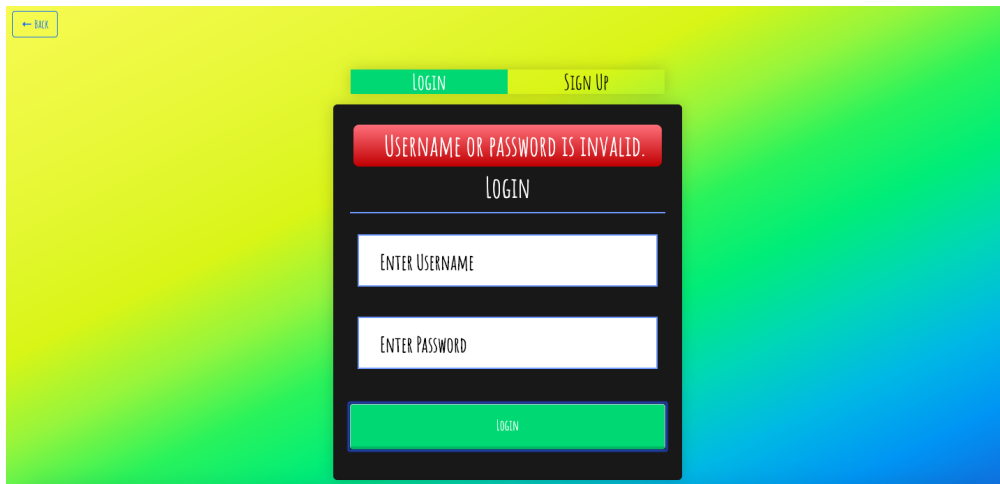 ← Back
Login Sign Up
Username or password is invalid.
Login
Enter Username
Enter Password
Login